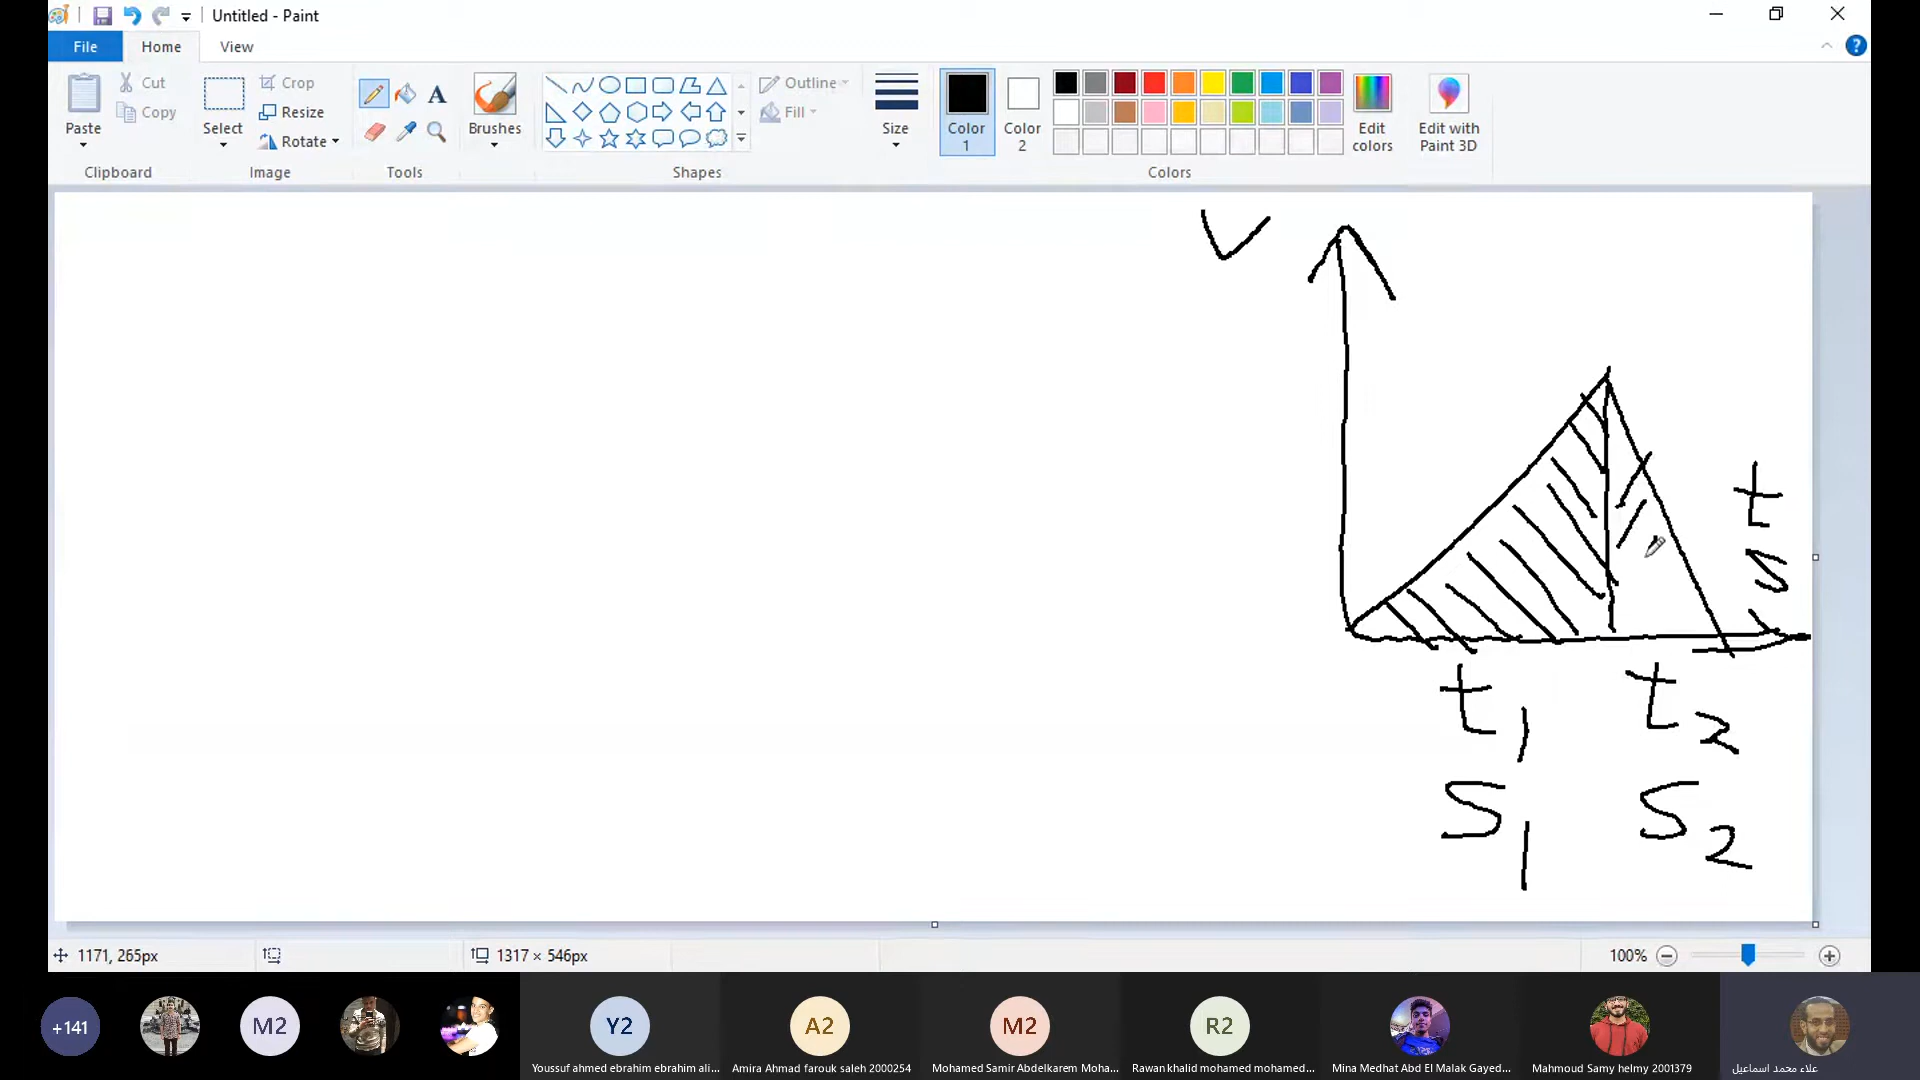 Untitled - Paint
File Home View
Paste Cut Copy
Clipboard
Select Crop Resize Rotate
Image
Tools
Brushes
Shapes
Outline Fill
Size
Color 1 Color 2
Edit colors
Colors
Edit with Paint 3D
V
t
s
t1 t2
S1 S2
1171, 265px
1317 × 546px
100%
+141
M2
Y2
A2
M2
R2
Youssuf ahmed ebrahim ebrahim ali...
Amira Ahmad farouk saleh 2000254
Mohamed Samir Abdelkarem Moha...
Rawan khalid mohamed mohamed...
Mina Medhat Abd El Malak Gayed...
Mahmoud Samy helmy 2001379
علاء محمد اسماعيل